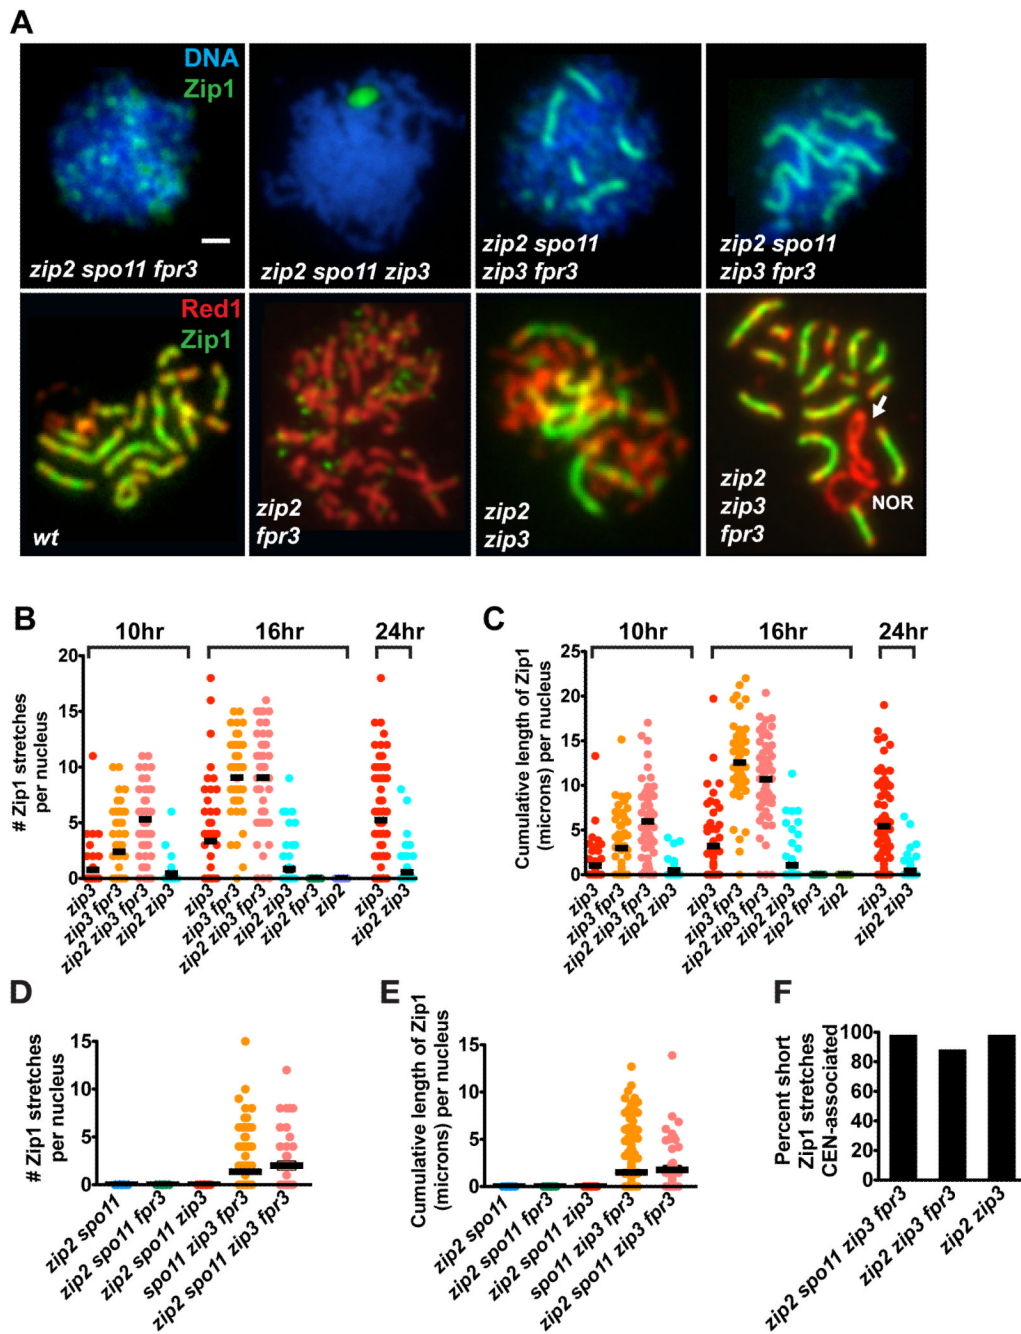 A
DNA
Zip1
zip2 spo11 fpr3
zip2 spo11 zip3
zip2 spo11
zip3 fpr3
zip2 spo11
zip3 fpr3
Red1
Zip1
wt
zip2
fpr3
zip2
zip3
zip2
zip3
fpr3
NOR
B
10hr
16hr
24hr
# Zip1 stretches
per nucleus
20
15
10
5
0
zip3
zip3 fpr3
zip2 zip3 fpr3
zip2 zip3
zip3
zip3 fpr3
zip2 zip3 fpr3
zip2 zip3
zip2 fpr3
zip2
zip3
zip2 zip3
C
10hr
16hr
24hr
Cumulative length of Zip1
(microns) per nucleus
25
20
15
10
5
0
zip3
zip3 fpr3
zip2 zip3 fpr3
zip2 zip3
zip3
zip3 fpr3
zip2 zip3 fpr3
zip2 zip3
zip2 fpr3
zip2
zip3
zip2 zip3
D
# Zip1 stretches
per nucleus
15
10
5
0
zip2 spo11
zip2 spo11 fpr3
zip2 spo11 zip3
spo11 zip3 fpr3
zip2 spo11 zip3 fpr3
E
Cumulative length of Zip1
(microns) per nucleus
15
10
5
0
zip2 spo11
zip2 spo11 fpr3
zip2 spo11 zip3
spo11 zip3 fpr3
zip2 spo11 zip3 fpr3
F
Percent short
Zip1 stretches
CEN-associated
100
80
60
40
20
0
zip2 spo11 zip3 fpr3
zip2 zip3 fpr3
zip2 zip3